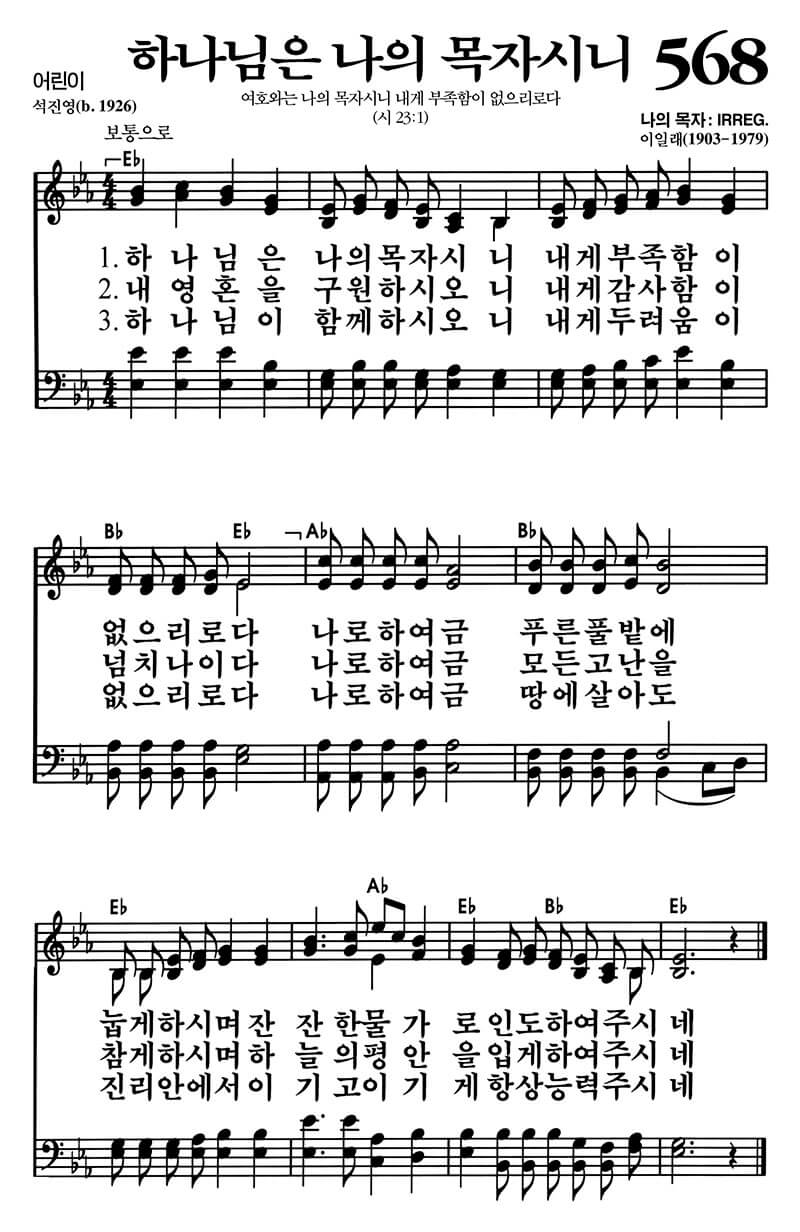 하나님은 나의 목자시니 568
어린이
석진영(b. 1926)
여호와는 나의 목자시니 내게 부족함이 없으리로다
(시 23:1)
나의 목자 : IRREG.
이일래(1903-1979)
보통으로
E♭
4 4
1. 하 나 님 은 나의목자시 니 내게부족함 이
2. 내 영 혼 을 구원하시오 니 내게감사함 이
3. 하 나 님 이 함께하시오 니 내게두려움 이
4 4
B♭ E♭ A♭ B♭
없으리로다 나로하여금 푸른풀밭에
넘치나이다 나로하여금 모든고난을
없으리로다 나로하여금 땅에살아도
E♭ A♭ E♭ B♭ E♭
눕게하시며잔 잔 한물 가 로인도하여주시 네
참게하시며하 늘 의평 안 을입게하여주시 네
진리안에서이 기 고이 기 게항상능력주시 네